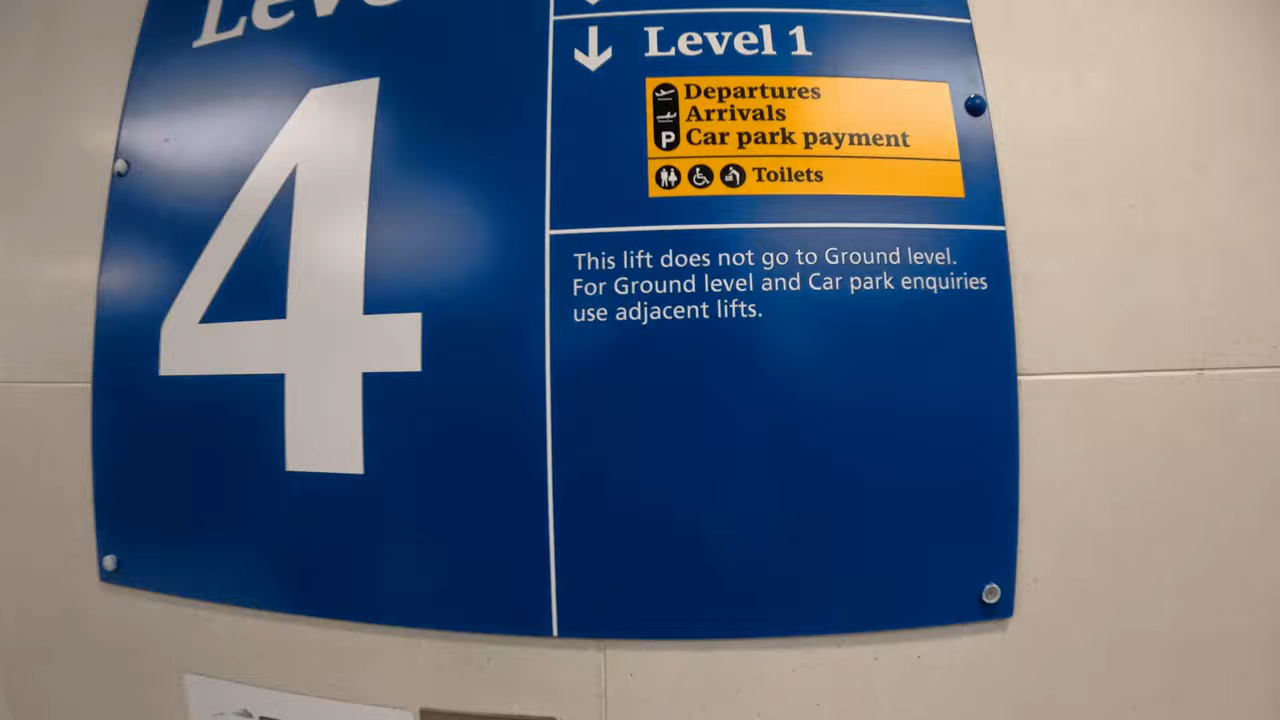 Level
4
Level 1
Departures
Arrivals
P Car park payment
Toilets
This lift does not go to Ground level.
For Ground level and Car park enquiries
use adjacent lifts.